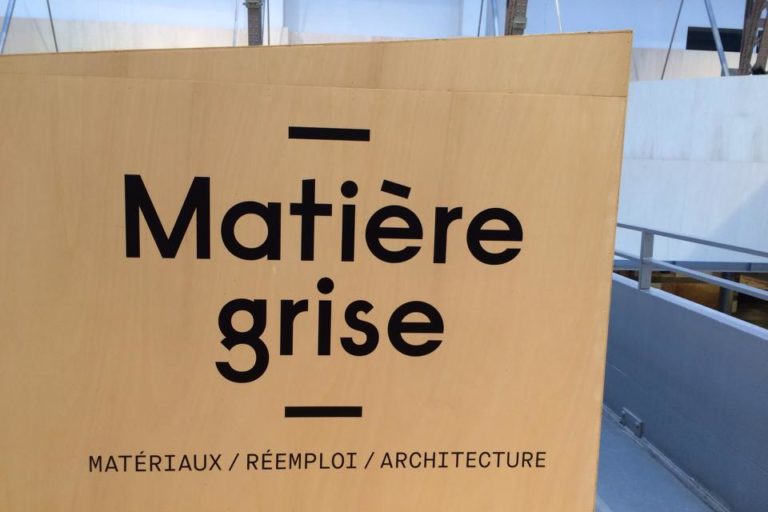 Matière
grise
MATÉRIAUX / RÉEMPLOI / ARCHITECTURE